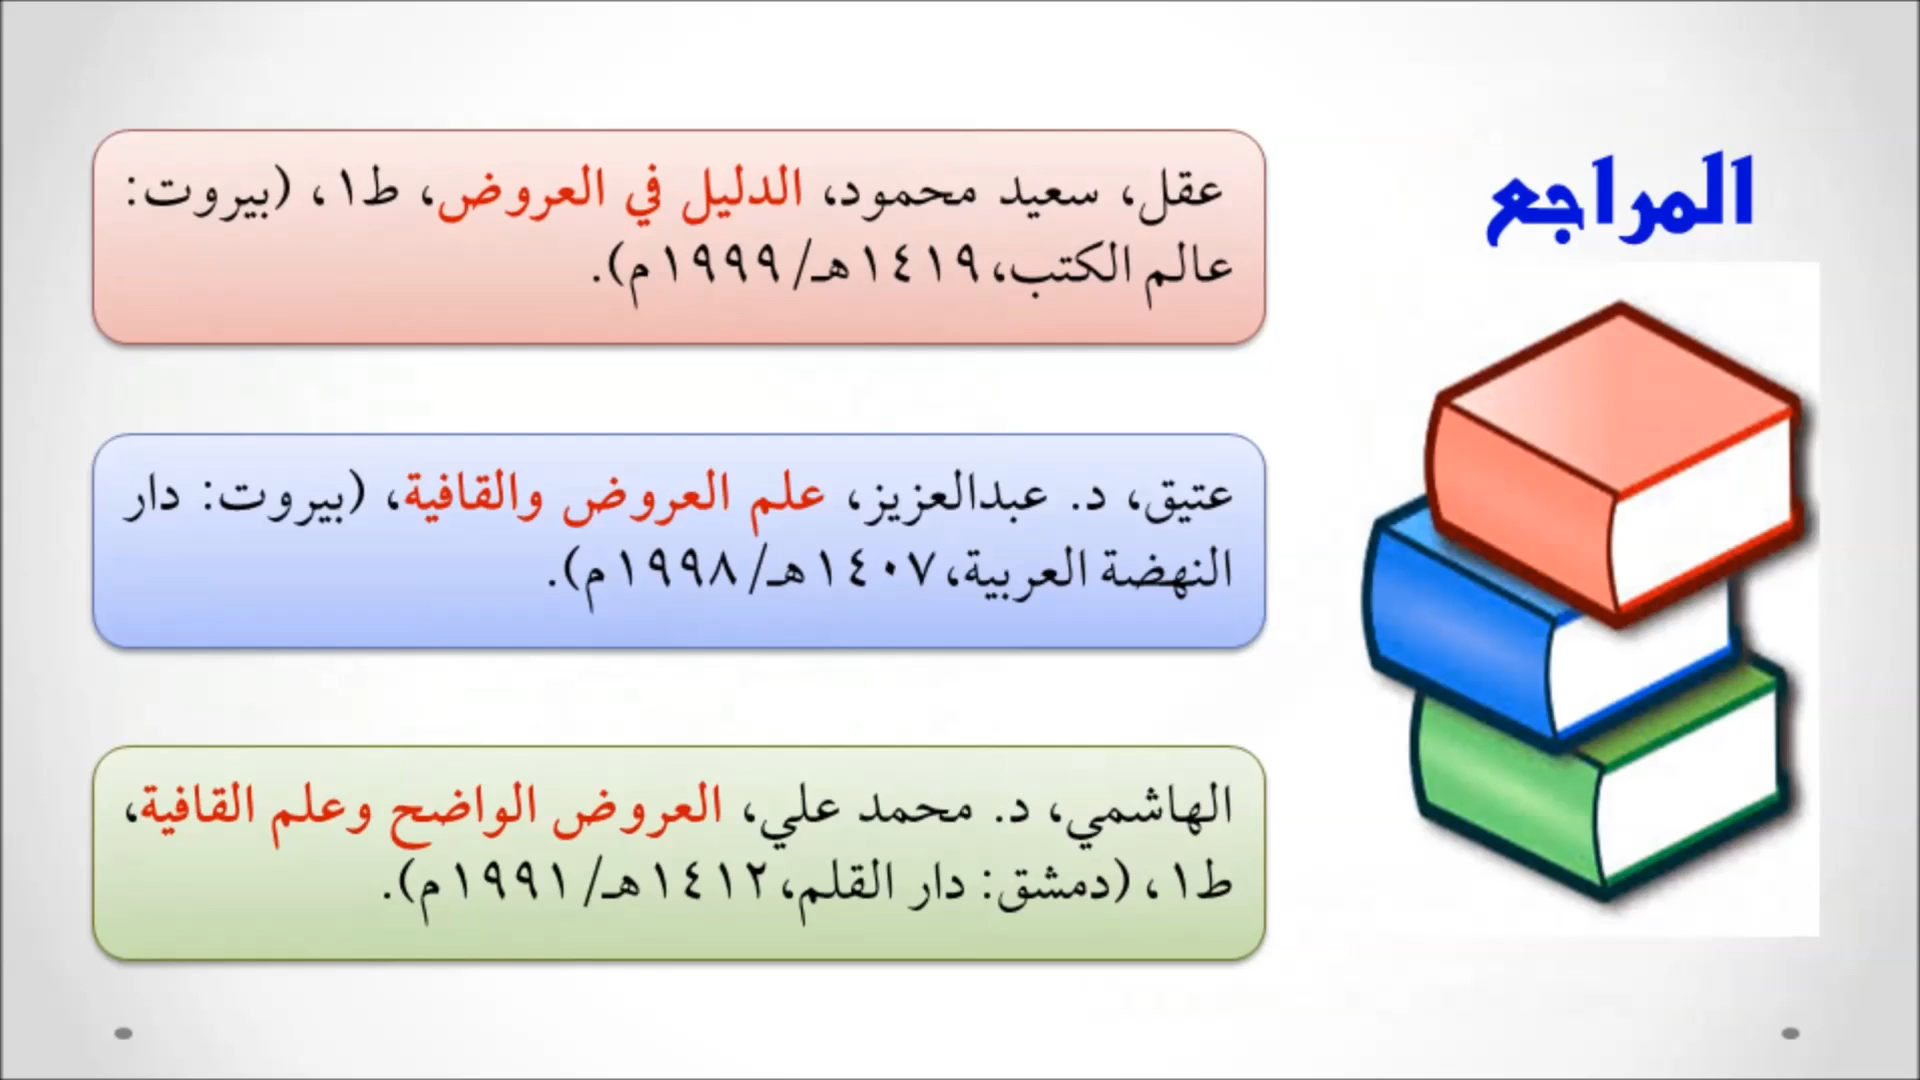 المراجع
عقل، سعيد محمود، الدليل في العروض، ط١، (بيروت:
عالم الكتب، ١٤١٩هـ/ ١٩٩٩م).
عتيق، د. عبدالعزيز، علم العروض والقافية، (بيروت: دار
النهضة العربية، ١٤٠٧هـ/ ١٩٩٨م).
الهاشمي، د. محمد علي، العروض الواضح وعلم القافية،
ط١، (دمشق: دار القلم، ١٤١٢هـ/ ١٩٩١م).